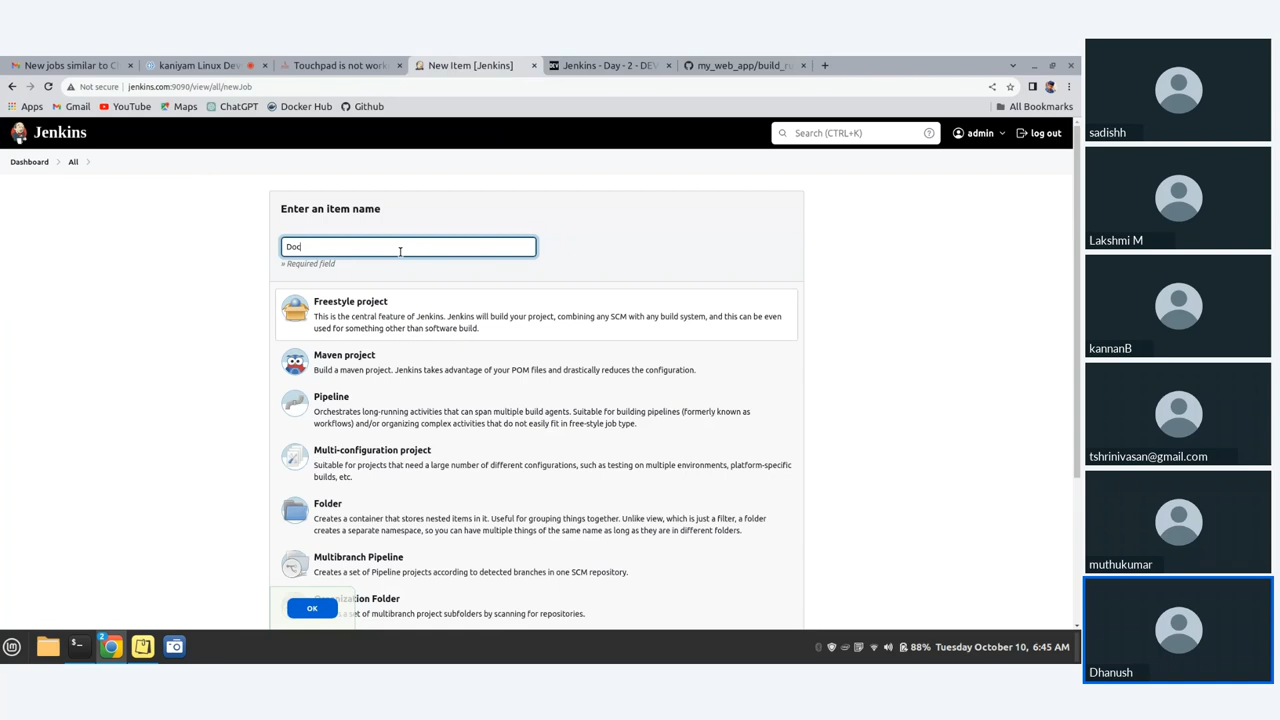 New jobs similar to C
kaniyam Linux Dev
Touchpad is not work
New Item [Jenkins]
Jenkins - Day - 2 - DEV
my_web_app/build_ru
Not secure
jenkins.com:9090/view/all/newJob
Apps
Gmail
YouTube
Maps
ChatGPT
Docker Hub
Github
All Bookmarks
Jenkins
Search (CTRL+K)
admin
log out
Dashboard
All
Enter an item name
Doc
» Required field
Freestyle project
This is the central feature of Jenkins. Jenkins will build your project, combining any SCM with any build system, and this can be even
used for something other than software build.
Maven project
Build a maven project. Jenkins takes advantage of your POM files and drastically reduces the configuration.
Pipeline
Orchestrates long-running activities that can span multiple build agents. Suitable for building pipelines (formerly known as
workflows) and/or organizing complex activities that do not easily fit in free-style job type.
Multi-configuration project
Suitable for projects that need a large number of different configurations, such as testing on multiple environments, platform-specific
builds, etc.
Folder
Creates a container that stores nested items in it. Useful for grouping things together. Unlike view, which is just a filter, a folder
creates a separate namespace, so you can have multiple things of the same name as long as they are in different folders.
Multibranch Pipeline
Creates a set of Pipeline projects according to detected branches in one SCM repository.
Folder
set of multibranch project subfolders by scanning for repositories.
OK
2
88%
Tuesday October 10, 6:45 AM
sadishh
Lakshmi M
kannanB
tshrinivasan@gmail.com
muthukumar
Dhanush